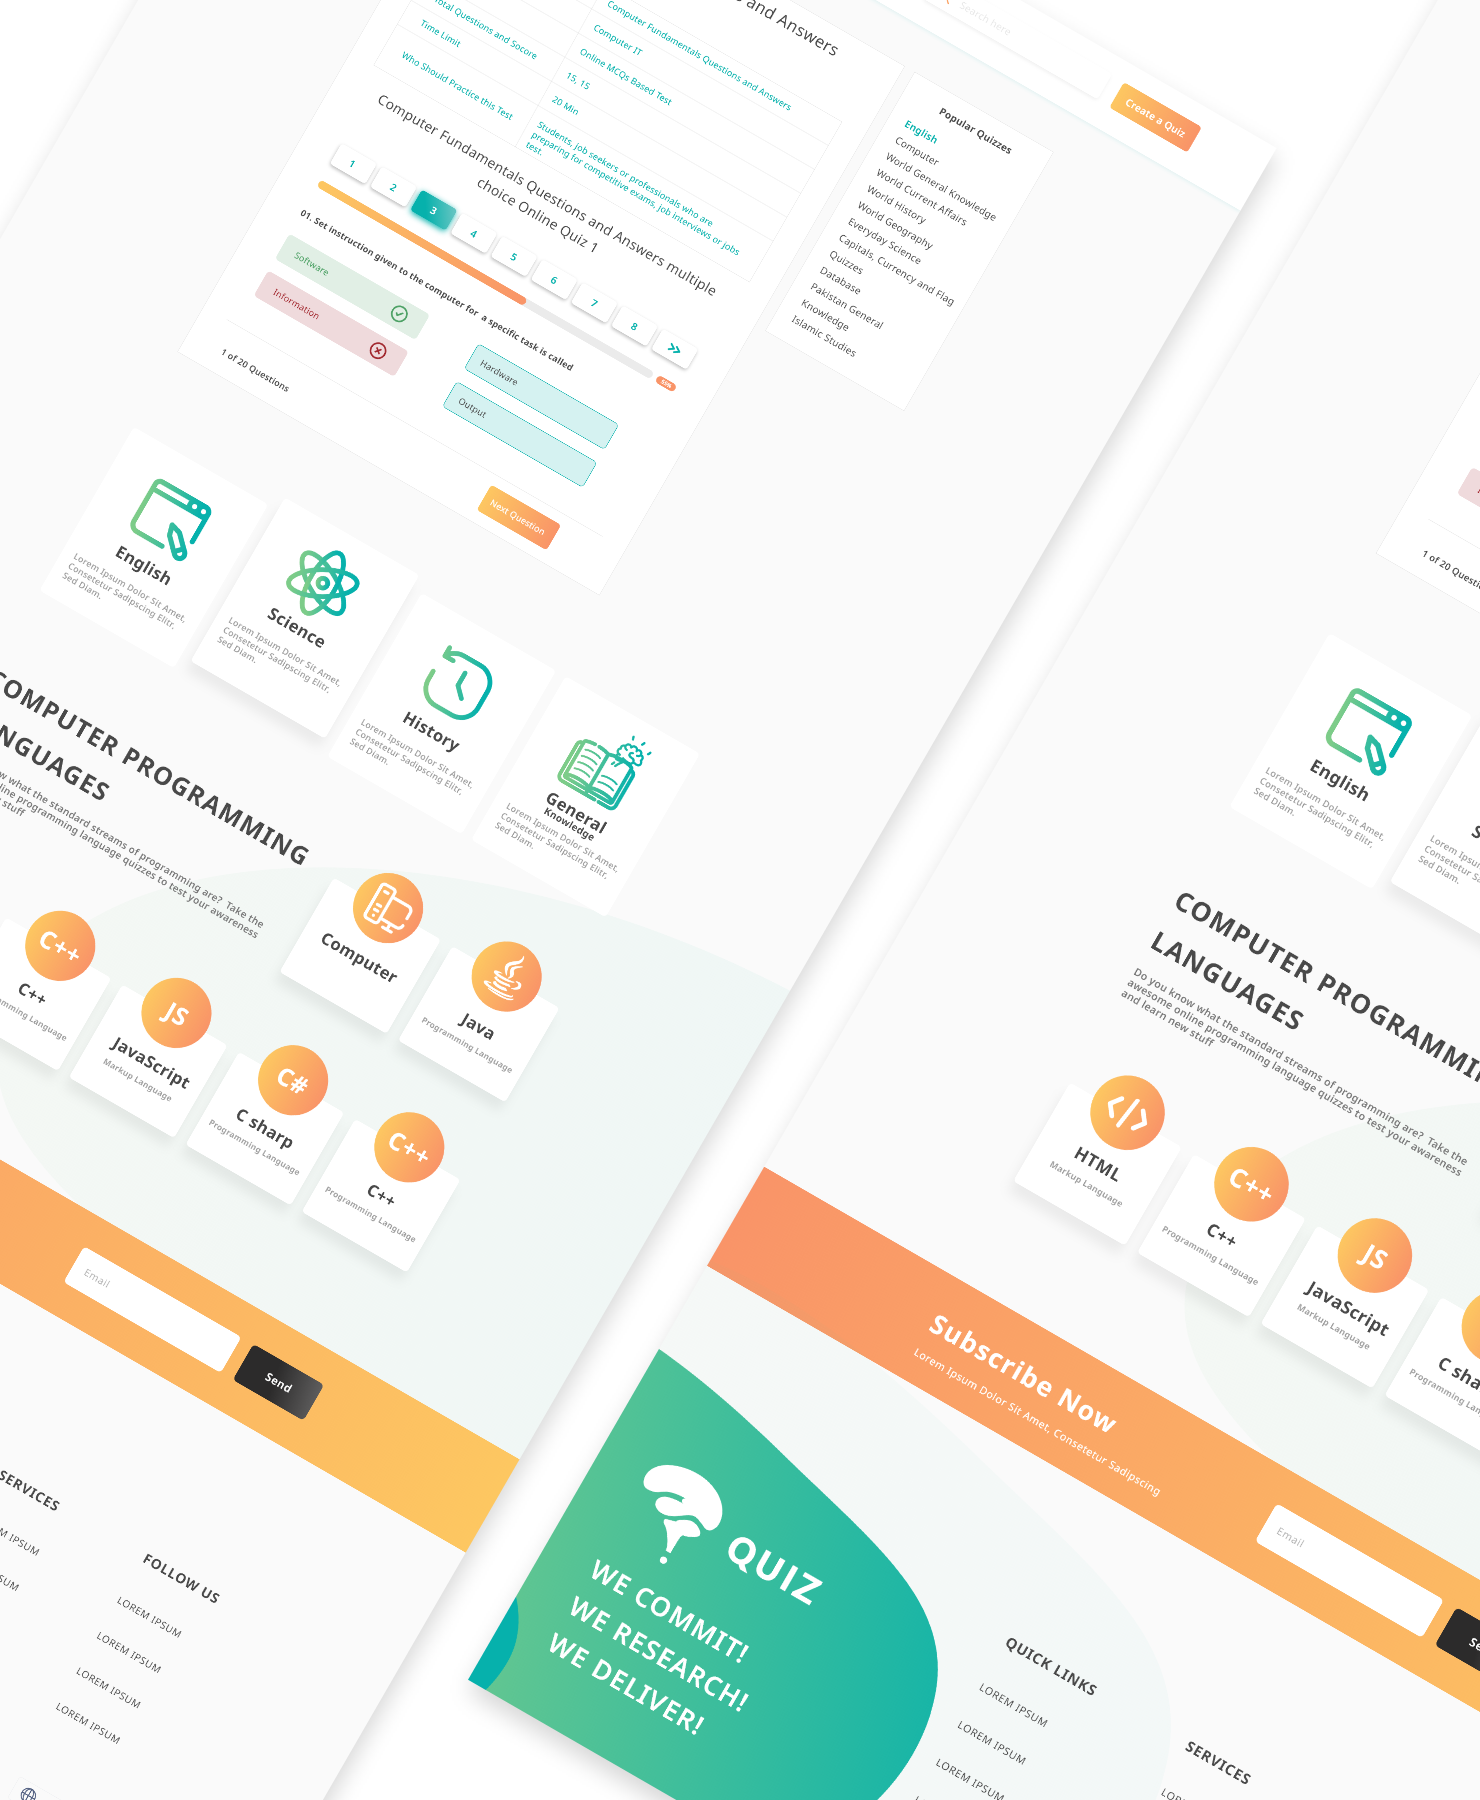 and Answers
Search here
Create a Quiz
Computer Fundamentals Questions and Answers
Computer IT
Online MCQs Based Test
Total Questions and Socore
15, 15
Time Limit
20 Min
Who Should Practice this Test
Students, job seekers or professionals who are
preparing for competitive exams, job interviews or jobs
test.
Popular Quizzes
English
Computer
World General Knowledge
World Current Affairs
World History
World Geography
Everyday Science
Capitals, Currency and Flag
Quizzes
Database
Pakistan General
Knowledge
Islamic Studies
Computer Fundamentals Questions and Answers multiple
choice Online Quiz 1
1 2 3 4 5 6 7 8 >>
01. Set instruction given to the computer for a specific task is called
Software
Information
Hardware
Output
1 of 20 Questions
Next Question
English
Lorem Ipsum Dolor Sit Amet,
Consetetur Sadipscing Elitr,
Sed Diam.
Science
Lorem Ipsum Dolor Sit Amet,
Consetetur Sadipscing Elitr,
Sed Diam.
History
Lorem Ipsum Dolor Sit Amet,
Consetetur Sadipscing Elitr,
Sed Diam.
General
Knowledge
Lorem Ipsum Dolor Sit Amet,
Consetetur Sadipscing Elitr,
Sed Diam.
COMPUTER PROGRAMMING
NGUAGES
what the standard streams of programming are? Take the
programming language quizzes to test your awareness
stuff
Computer
Java
Programming Language
C++
C++
Language
JS
JavaScript
Markup Language
C#
C sharp
Programming Language
C++
C++
Programming Language
Email
Send
SERVICES
M IPSUM
SUM
FOLLOW US
LOREM IPSUM
LOREM IPSUM
LOREM IPSUM
LOREM IPSUM
1 of 20 Questi
English
Lorem Ipsum Dolor Sit Amet,
Consetetur Sadipscing Elitr,
Sed Diam.
S
Lorem Ipsu
Consetetur Sa
Sed Diam.
COMPUTER PROGRAMMI
LANGUAGES
Do you know what the standard streams of programming are? Take the
awesome online programming language quizzes to test your awareness
and learn new stuff
</>
HTML
Markup Language
C++
C++
Programming Language
JS
JavaScript
Markup Language
C sha
Programming Lan
Subscribe Now
Lorem Ipsum Dolor Sit Amet, Consetetur Sadipscing
Email
Se
QUIZ
WE COMMIT!
WE RESEARCH!
WE DELIVER!
QUICK LINKS
LOREM IPSUM
LOREM IPSUM
LOREM IPSUM
SERVICES
LOR